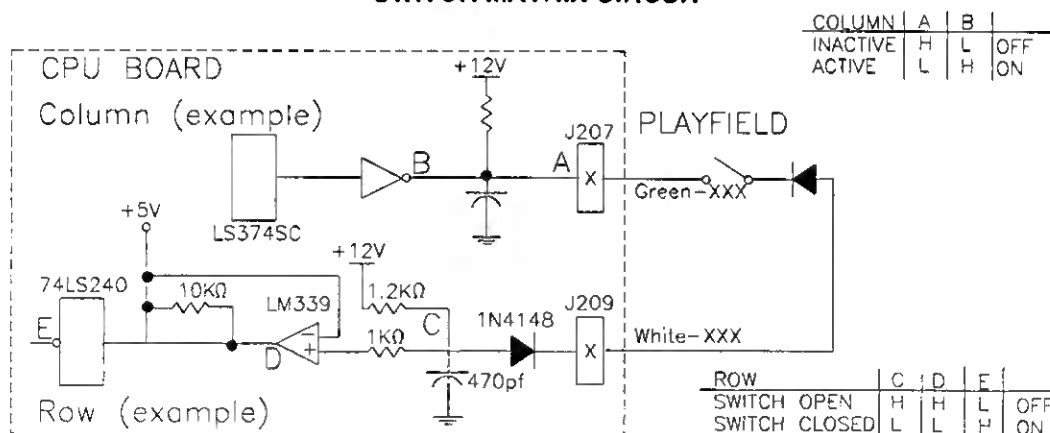 COLUMN A B
INACTIVE H L OFF
ACTIVE L H ON
CPU BOARD
Column (example)
+12V
J207
PLAYFIELD
B
A
X
Green-XXX
LS374SC
+5V
+12V
74LS240
10KΩ
LM339
1.2KΩ
C
1N4148
J209
E
−
+
D
1KΩ
X
White-XXX
470pf
Row (example)
ROW C D E
SWITCH OPEN H H L OFF
SWITCH CLOSED L L H ON